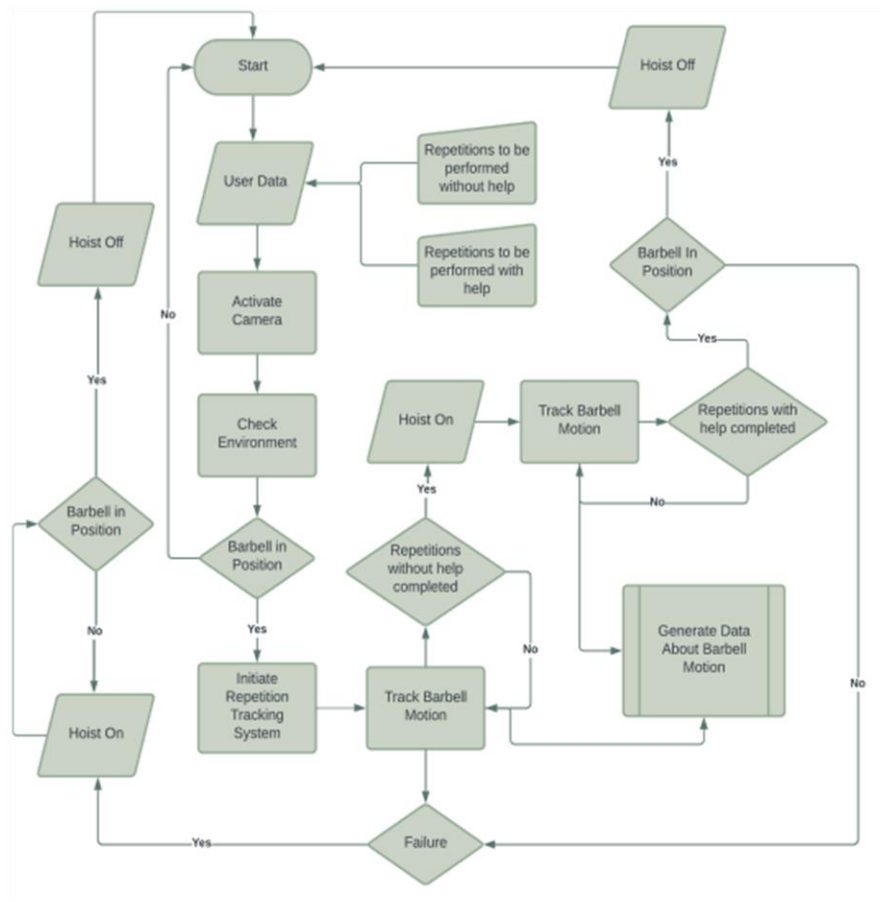 Start
Hoist Off
User Data
Repetitions to be
performed
without help
Yes
Hoist Off
Repetitions to be
performed with
help
Barbell In
Position
Activate
Camera
No
Yes
Yes
Hoist On
Track Barbell
Motion
Repetitions with
help completed
Check
Environment
Yes
No
Barbell in
Position
Barbell in
Position
Repetitions
without help
completed
No
Yes
No
Generate Data
About Barbell
Motion
Initiate
Repetition
Tracking
System
Track Barbell
Motion
No
Hoist On
Yes
Failure